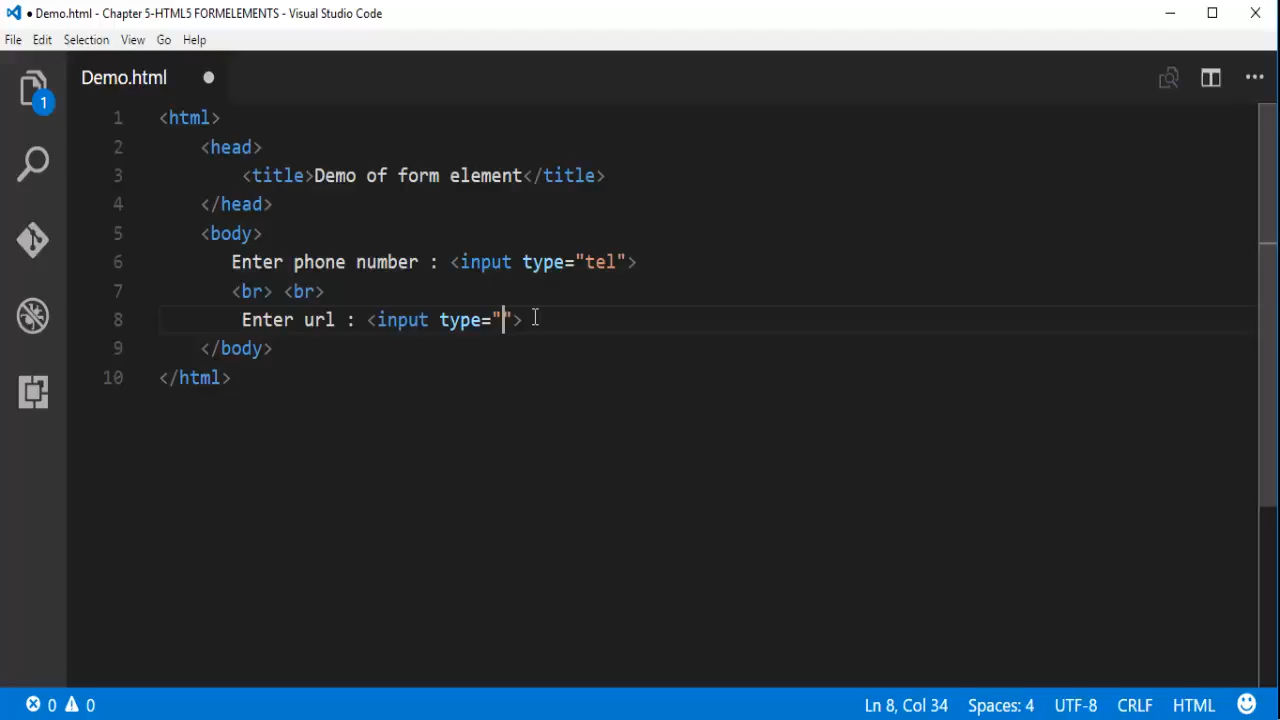 ● Demo.html - Chapter 5-HTML5 FORMELEMENTS - Visual Studio Code
File Edit Selection View Go Help
Demo.html ●
1
1 <html>
2 <head>
3 <title>Demo of form element</title>
4 </head>
5 <body>
6 Enter phone number : <input type="tel">
7 <br> <br>
8 Enter url : <input type="">
9 </body>
10 </html>
0 0 Ln 8, Col 34 Spaces: 4 UTF-8 CRLF HTML